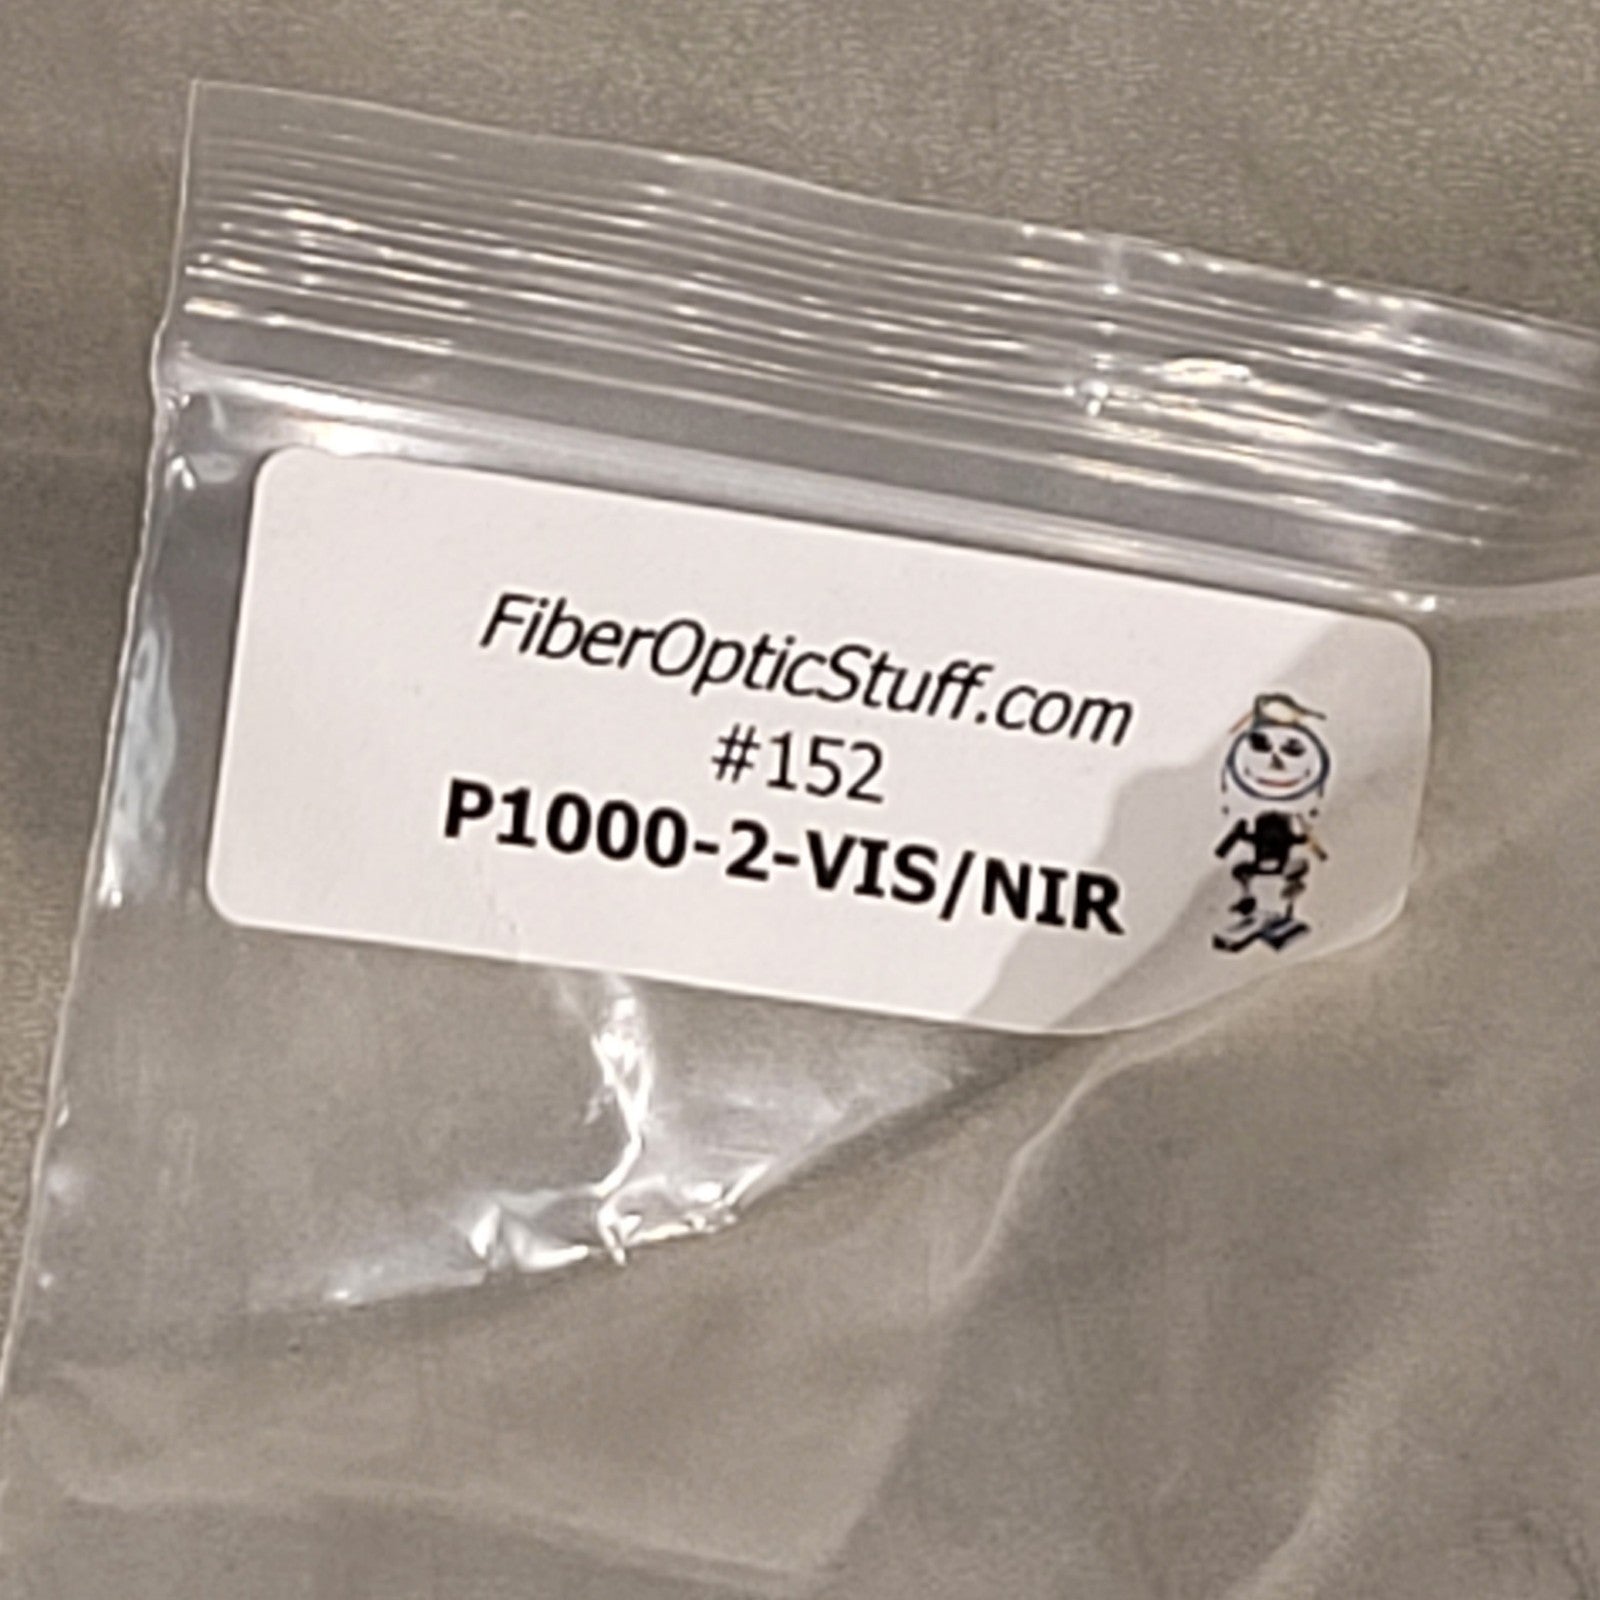 FiberOpticStuff.com
#152
P1000-2-VIS/NIR